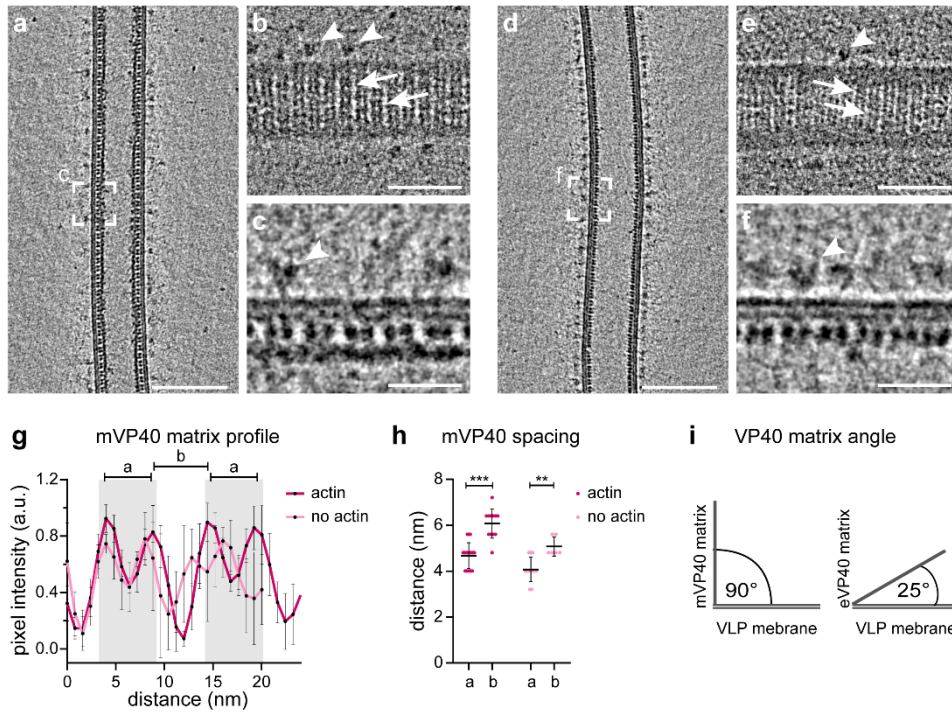 a
c
b
c
d
f
e
f
g mVP40 matrix profile
b
a a
1.2
0.8
0.4
0.0
pixel intensity (a.u.)
0 5 10 15 20
distance (nm)
actin
no actin
h mVP40 spacing
*** **
8
6
4
2
0
distance (nm)
a b a b
actin
no actin
i VP40 matrix angle
mVP40 matrix
90°
VLP mebrane
eVP40 matrix
25°
VLP mebrane